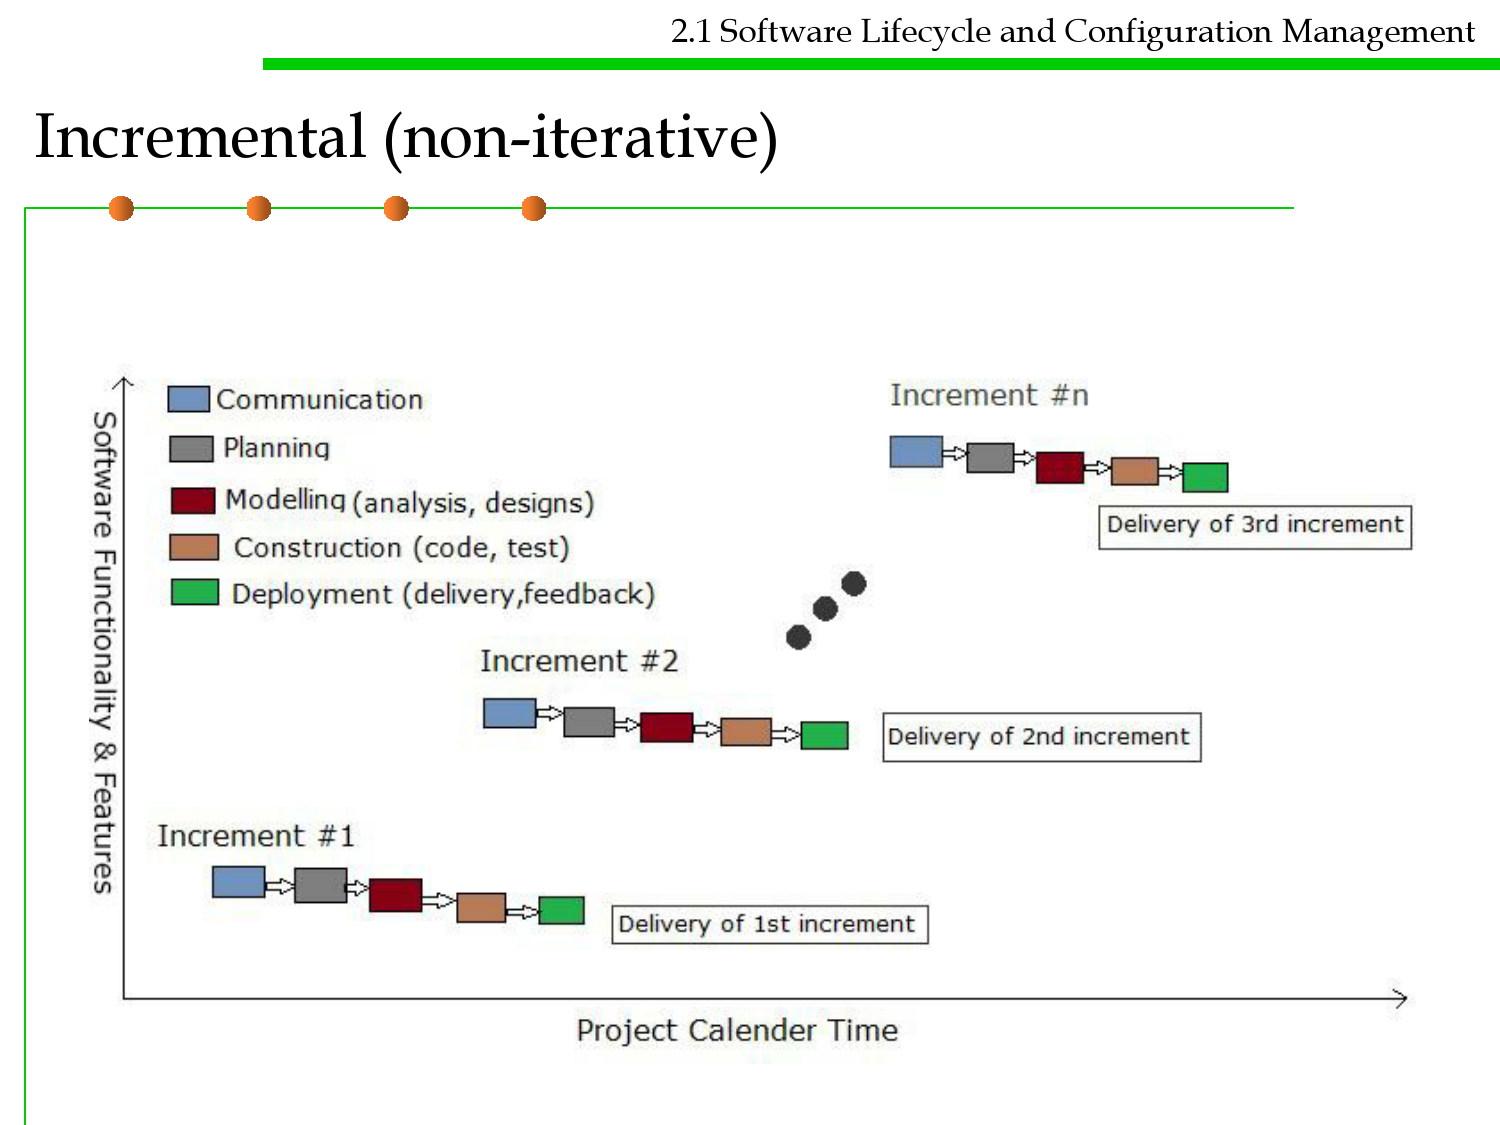 2.1 Software Lifecycle and Configuration Management
Incremental (non-iterative)
Software Functionality & Features
Communication
Planning
Modelling (analysis, designs)
Construction (code, test)
Deployment (delivery,feedback)
Increment #n
Delivery of 3rd increment
Increment #2
Delivery of 2nd increment
Increment #1
Delivery of 1st increment
Project Calender Time